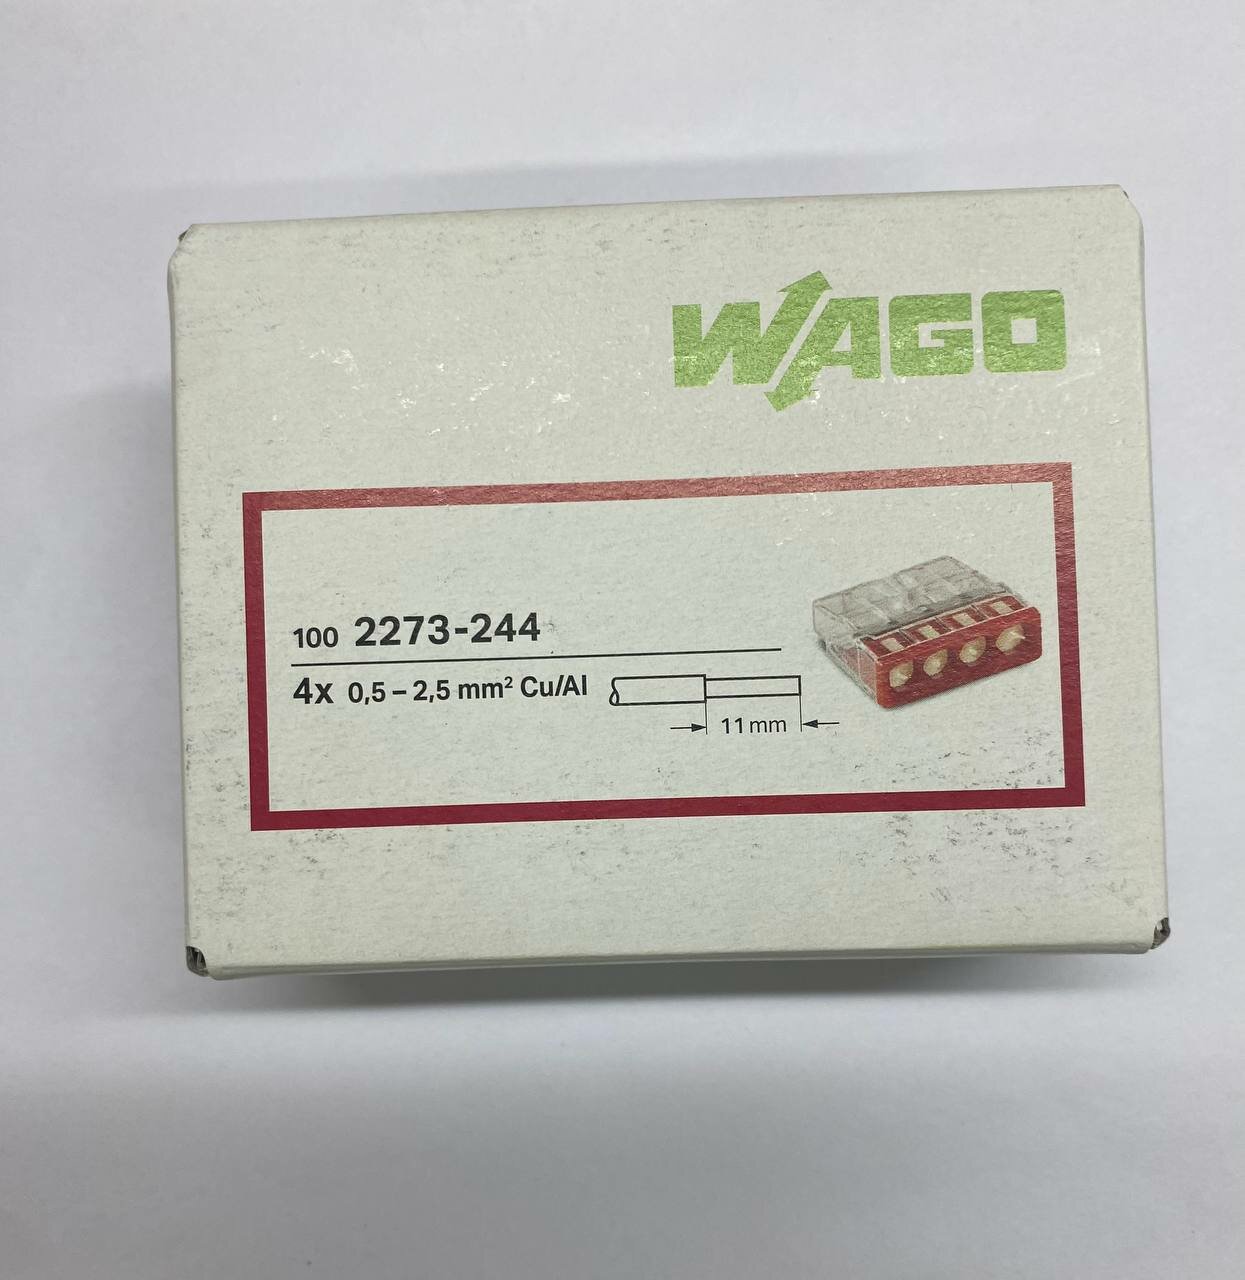 WAGO
100 2273-244
4x 0,5 – 2,5 mm² Cu/Al
11 mm